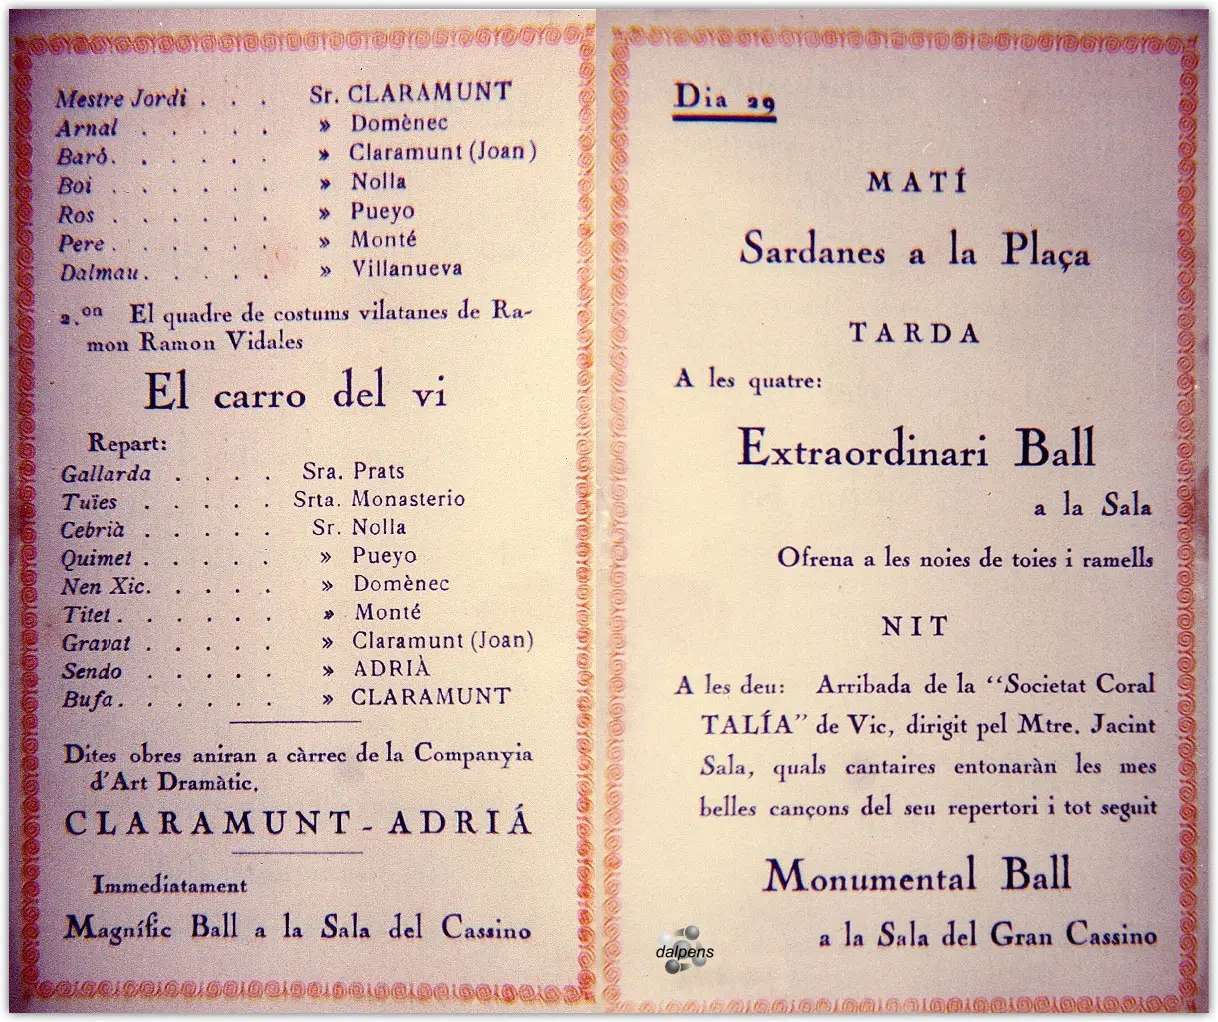 Mestre Jordi . . . Sr. CLARAMUNT
Arnal . . . . . » Domènec
Baró. . . . . . » Claramunt (Joan)
Boi . . . . . . » Nolla
Ros . . . . . . » Pueyo
Pere . . . . . . » Monté
Dalmau. . . . . » Villanueva
2.on El quadre de costums vilatanes de Ra-
mon Ramon Vidales
El carro del vi
Repart:
Gallarda . . . . Sra. Prats
Tuïes . . . . . Srta. Monasterio
Cebrià . . . . . Sr. Nolla
Quimet . . . . . » Pueyo
Nen Xic. . . . . » Domènec
Titet . . . . . . » Monté
Gravat . . . . . » Claramunt (Joan)
Sendo . . . . . » ADRIÀ
Bufa. . . . . . » CLARAMUNT
Dites obres aniran a càrrec de la Companyia
d'Art Dramàtic.
CLARAMUNT - ADRIÁ
Immediatament
Magnífic Ball a la Sala del Cassino
Dia 29
MATÍ
Sardanes a la Plaça
TARDA
A les quatre:
Extraordinari Ball
a la Sala
Ofrena a les noies de toies i ramells
NIT
A les deu: Arribada de la “Societat Coral
TALÍA” de Vic, dirigit pel Mtre. Jacint
Sala, quals cantaires entonaràn les mes
belles cançons del seu repertori i tot seguit
Monumental Ball
a la Sala del Gran Cassino
dalpens